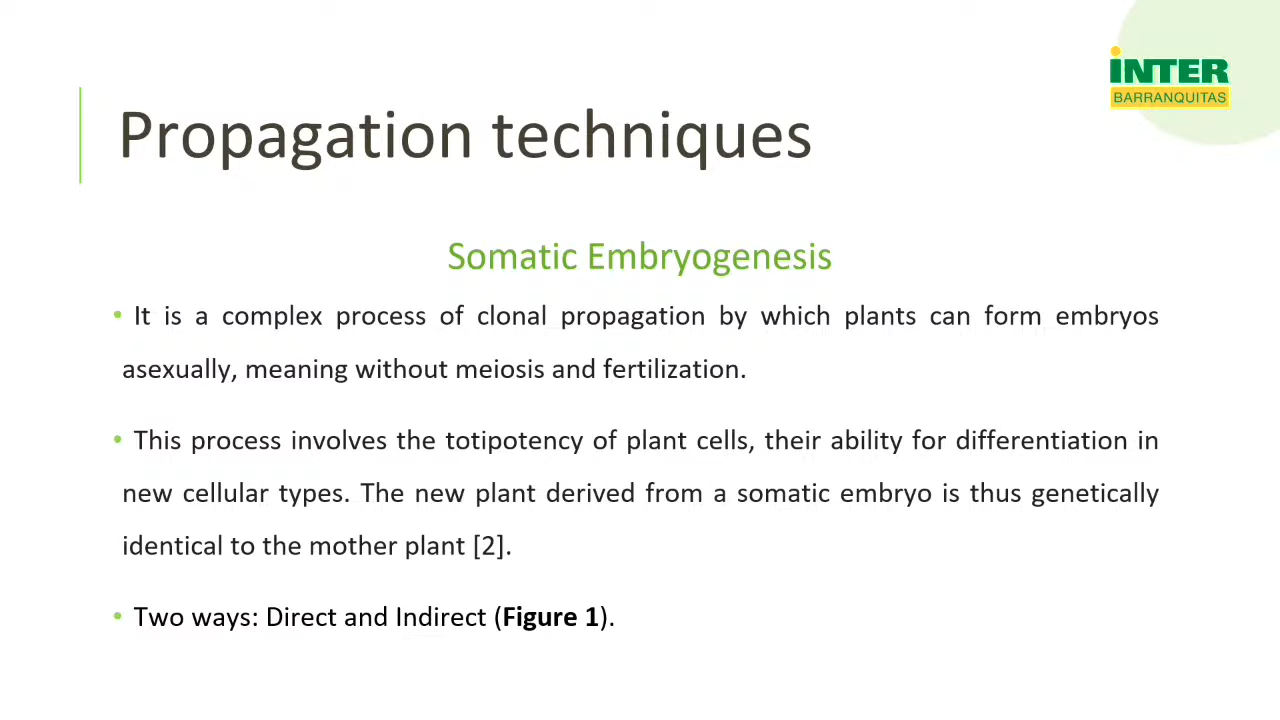 INTER
BARRANQUITAS
Propagation techniques
Somatic Embryogenesis
• It is a complex process of clonal propagation by which plants can form embryos
asexually, meaning without meiosis and fertilization.
• This process involves the totipotency of plant cells, their ability for differentiation in
new cellular types. The new plant derived from a somatic embryo is thus genetically
identical to the mother plant [2].
• Two ways: Direct and Indirect (Figure 1).